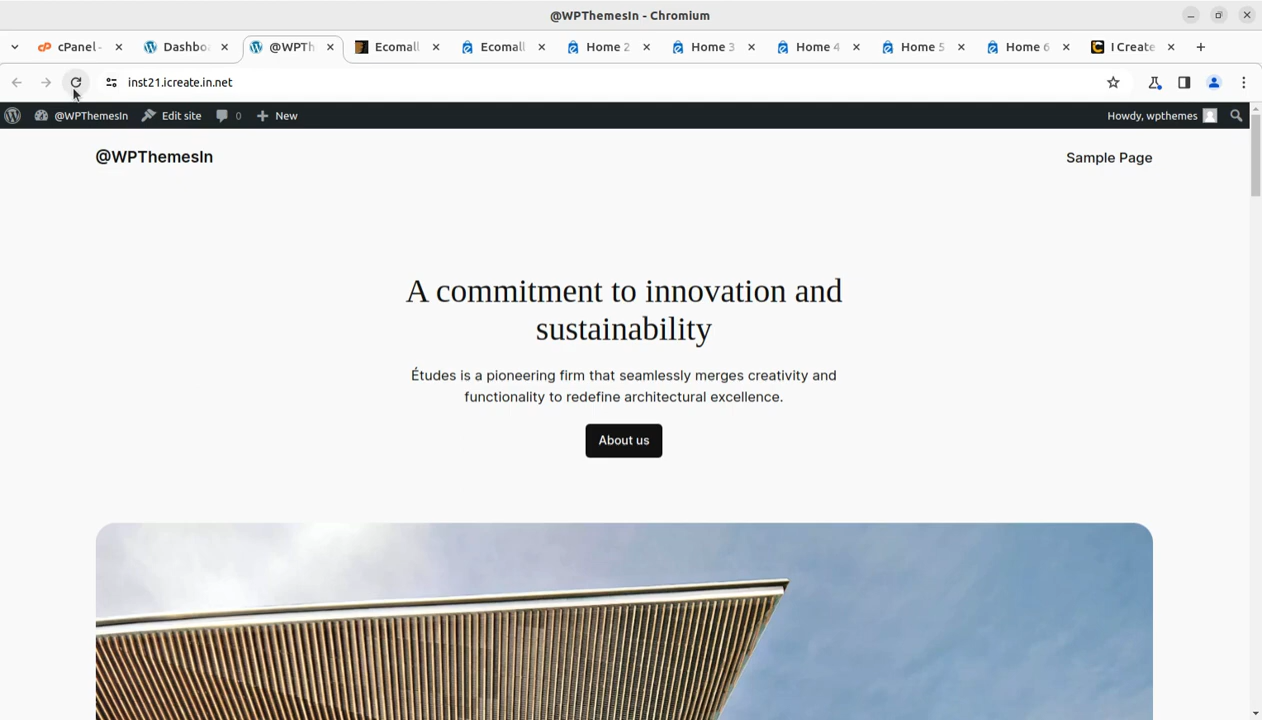 @WPThemesIn - Chromium
cPanel - Dashbo @WPTh Ecomall Ecomall Home 2 Home 3 Home 4 Home 5 Home 6 I Create
inst21.icreate.in.net
@WPThemesIn Edit site 0 New Howdy, wpthemes
@WPThemesIn Sample Page
A commitment to innovation and
sustainability
Études is a pioneering firm that seamlessly merges creativity and
functionality to redefine architectural excellence.
About us